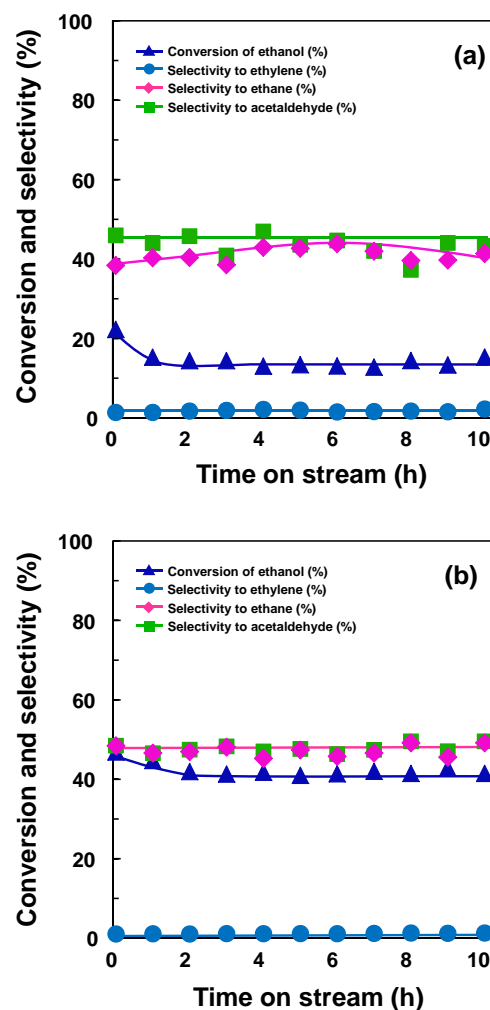 100
(a)
Conversion of ethanol (%)
Selectivity to ethylene (%)
Selectivity to ethane (%)
Selectivity to acetaldehyde (%)
80
60
40
20
0
Conversion and selectivity (%)
0 2 4 6 8 10
Time on stream (h)
100
(b)
Conversion of ethanol (%)
Selectivity to ethylene (%)
Selectivity to ethane (%)
Selectivity to acetaldehyde (%)
80
60
40
20
0
Conversion and selectivity (%)
0 2 4 6 8 10
Time on stream (h)